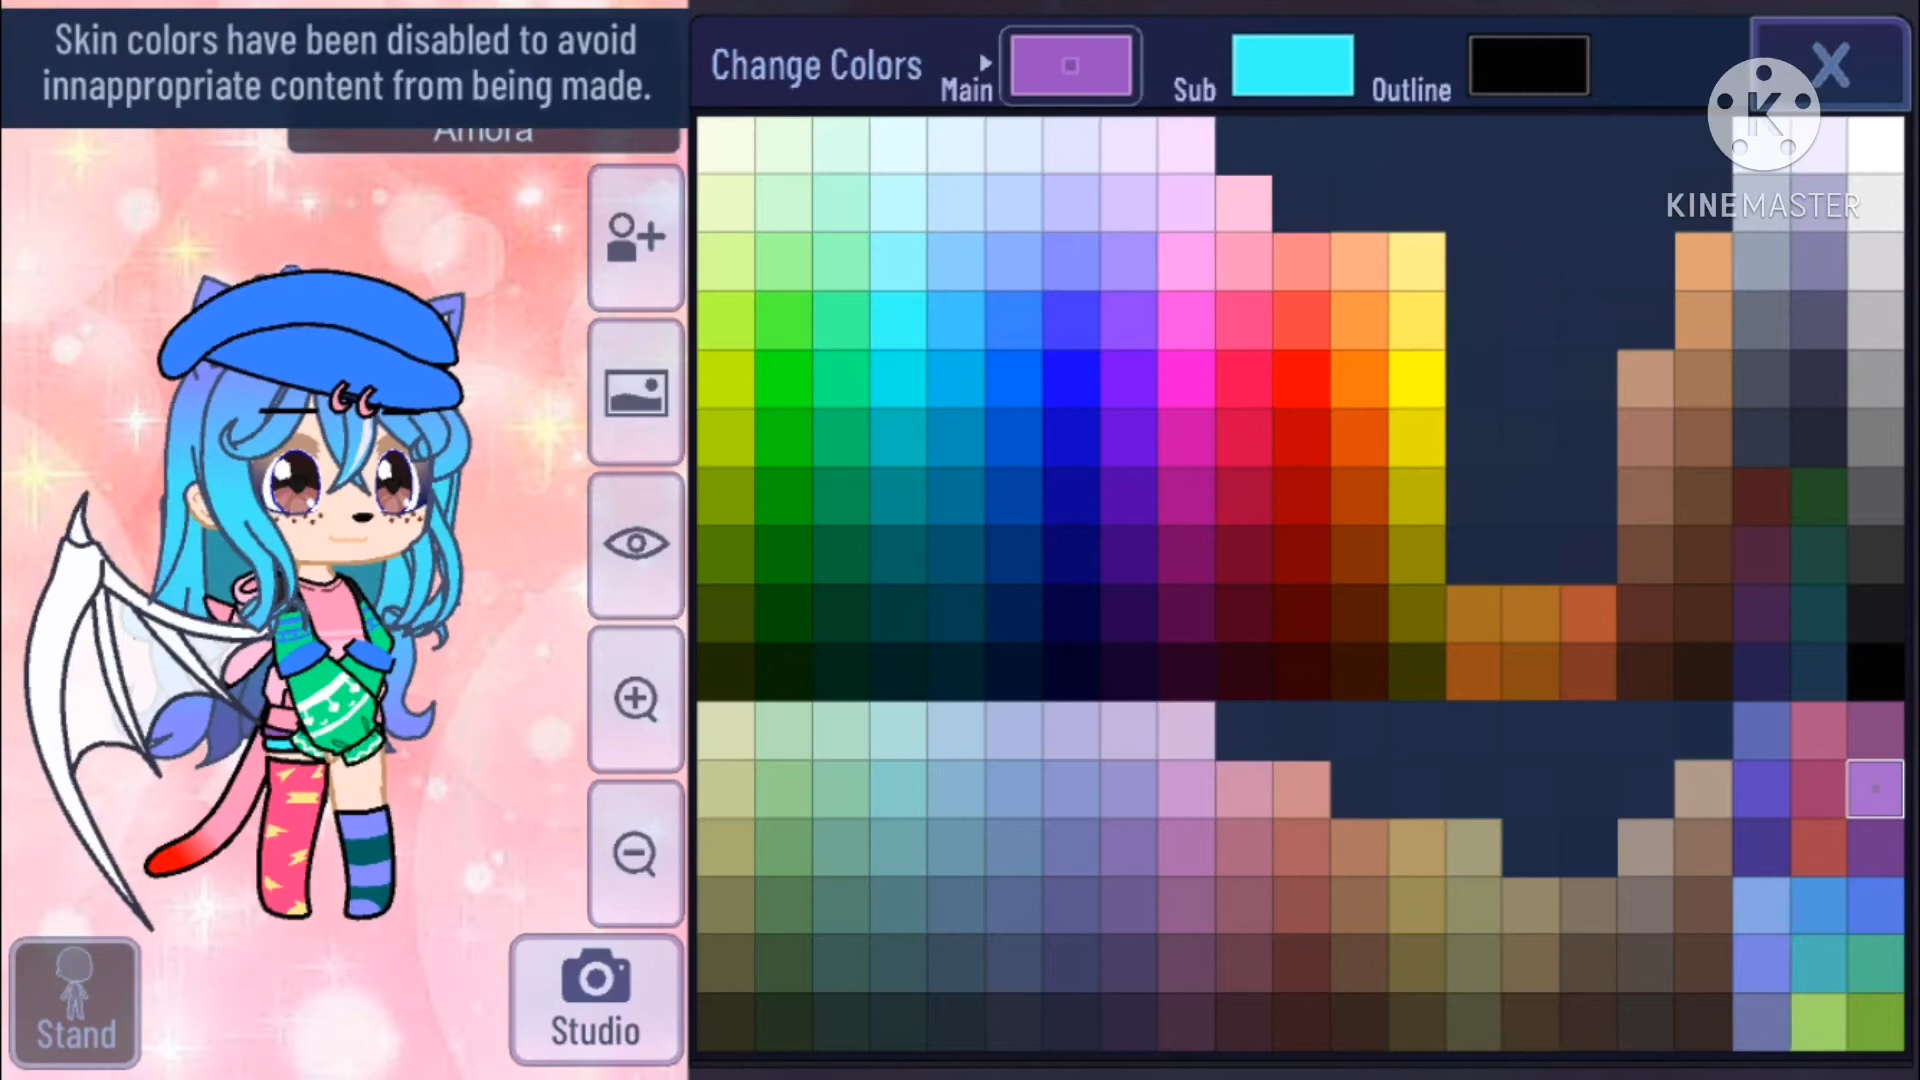 Skin colors have been disabled to avoid
innappropriate content from being made.
Amora
Change Colors
Main
Sub
Outline
X
K
KINEMASTER
Stand
Studio